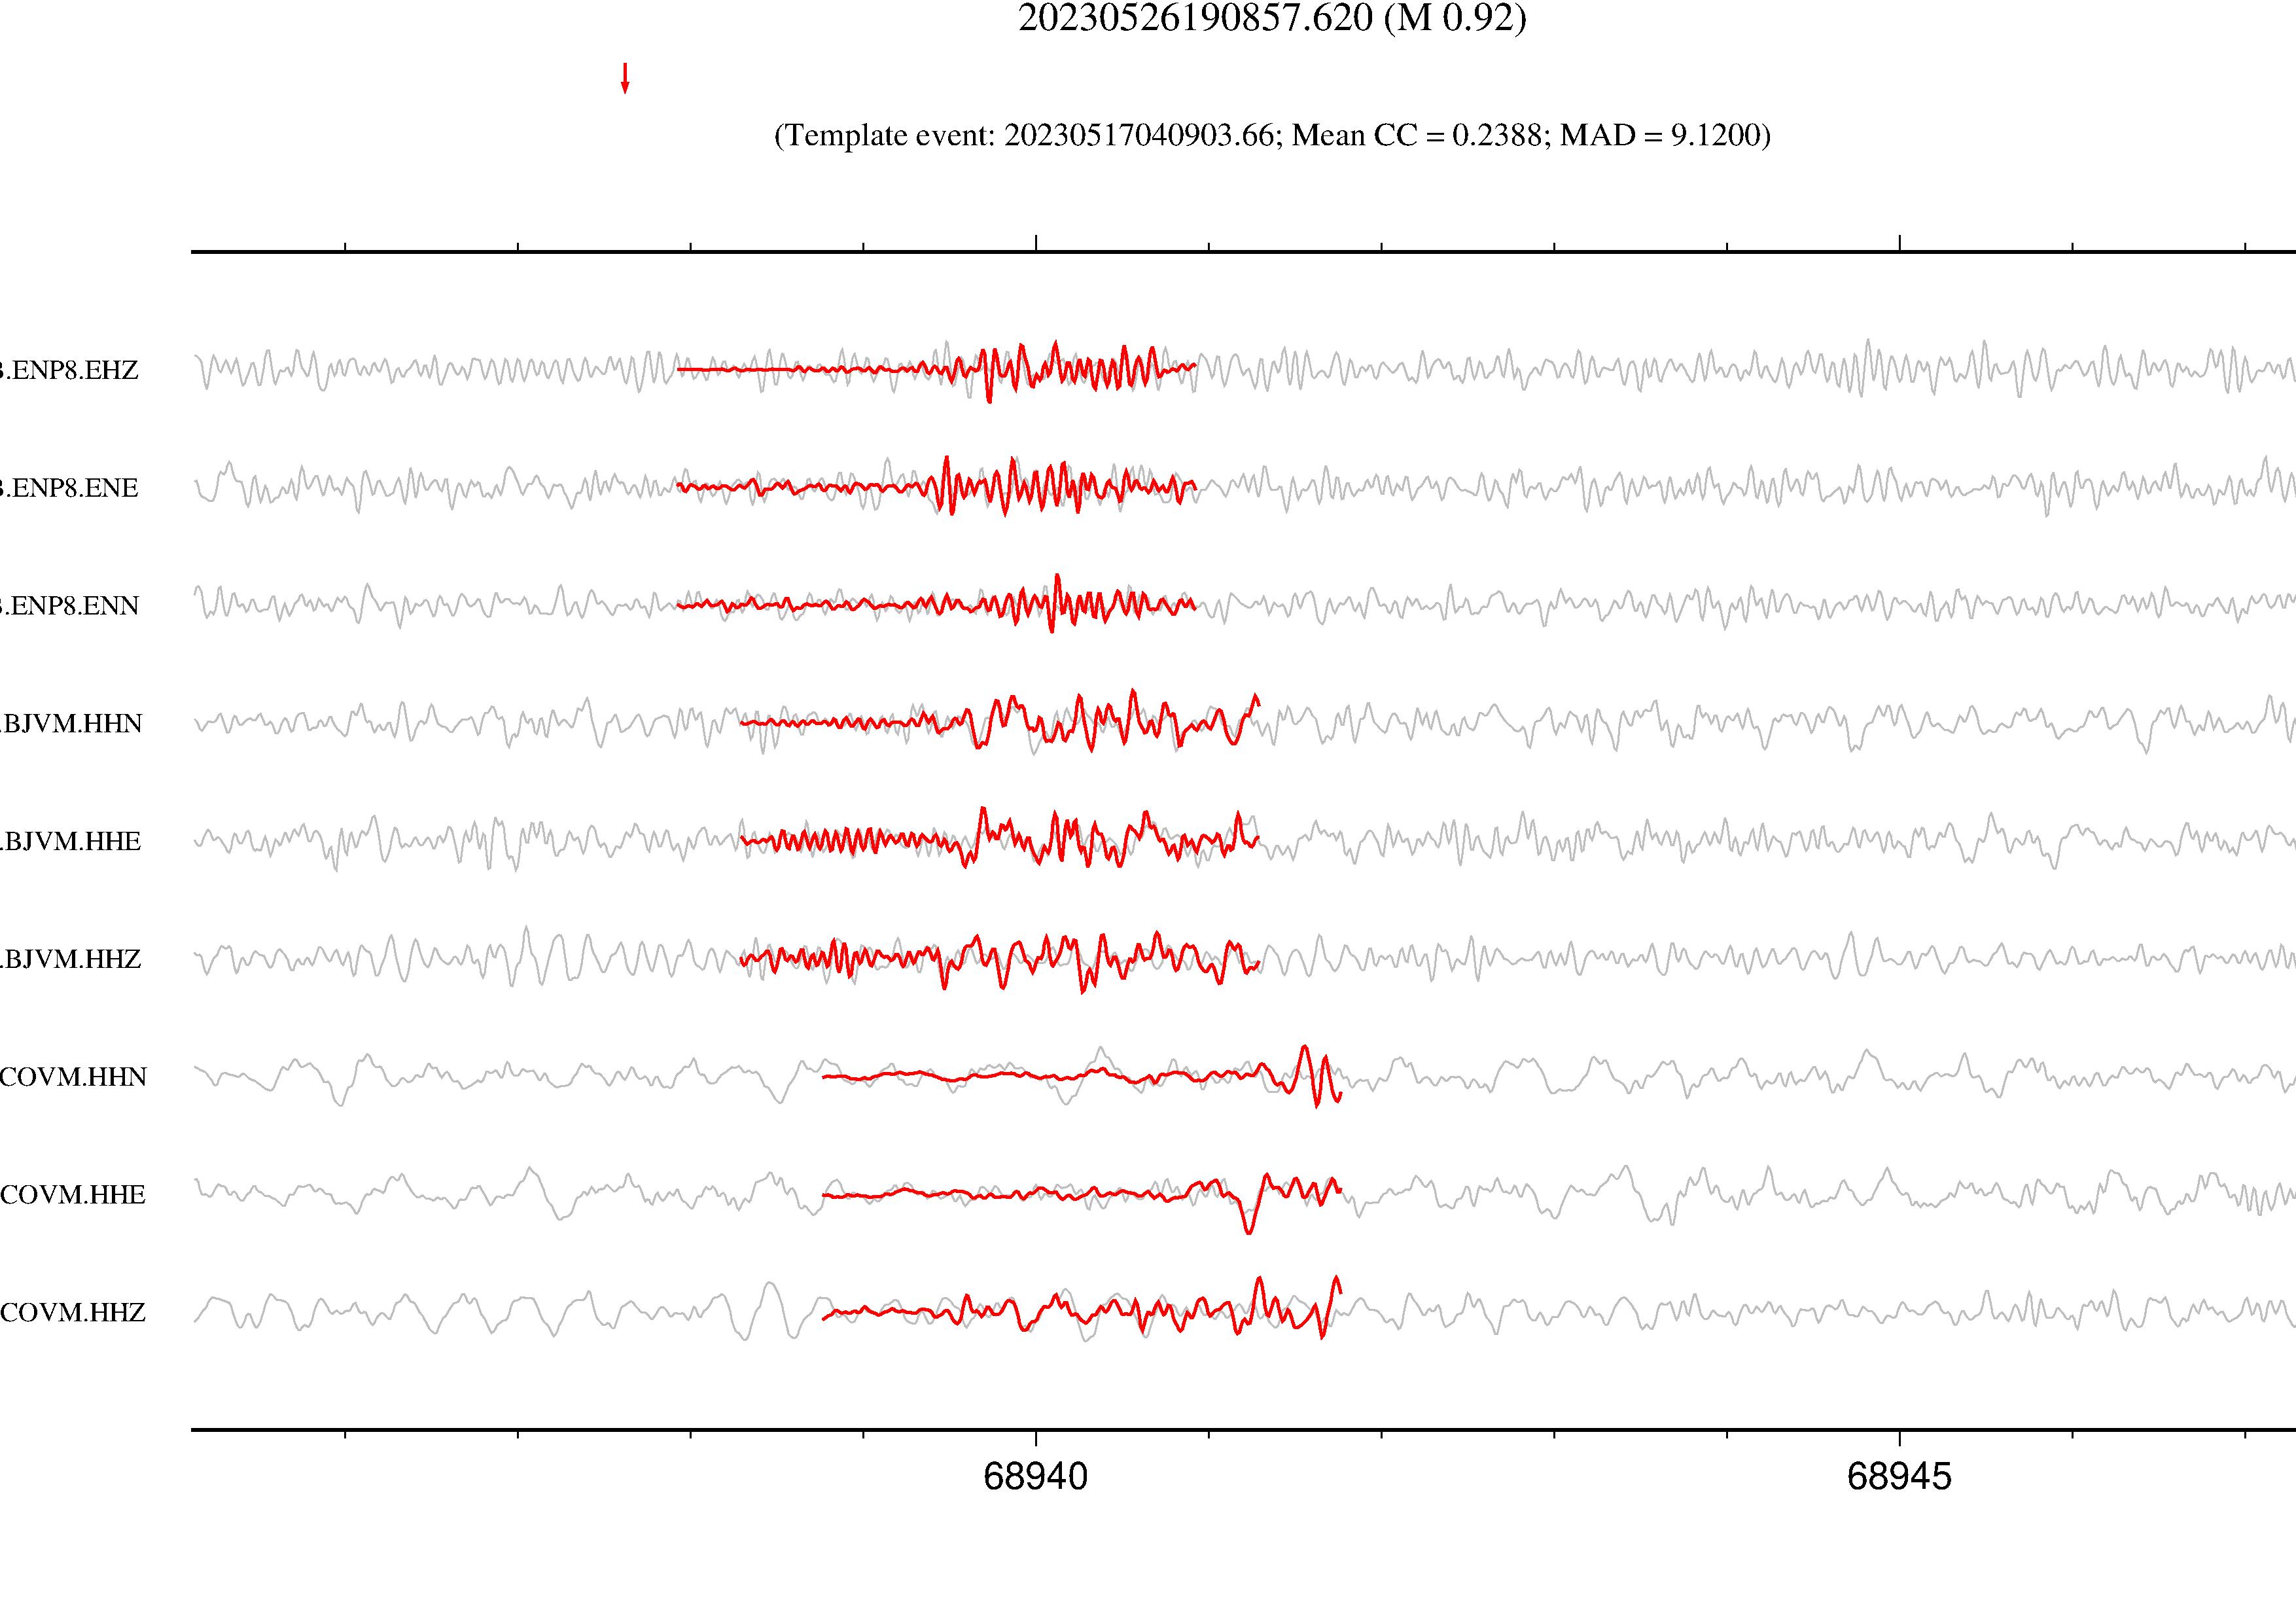 20230526190857.620 (M 0.92)
(Template event: 20230517040903.66; Mean CC = 0.2388; MAD = 9.1200)
.ENP8.EHZ
.ENP8.ENE
.ENP8.ENN
.BJVM.HHN
.BJVM.HHE
.BJVM.HHZ
COVM.HHN
COVM.HHE
COVM.HHZ
68940 68945